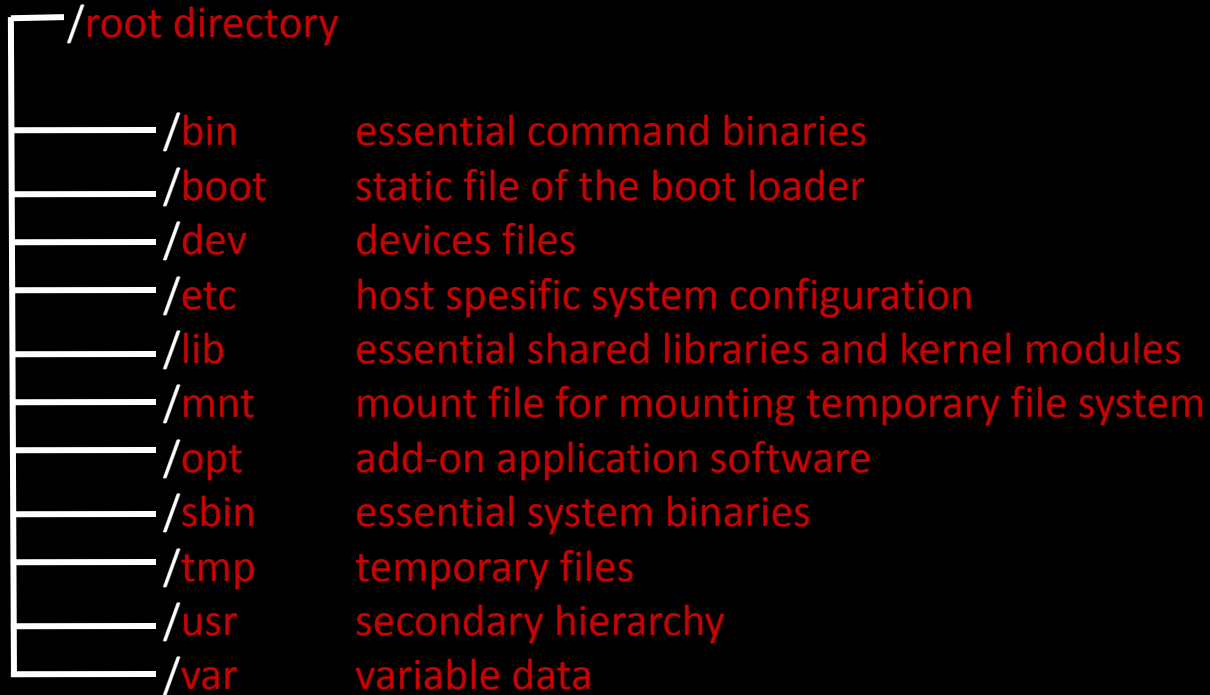 /root directory
/bin essential command binaries
/boot static file of the boot loader
/dev devices files
/etc host spesific system configuration
/lib essential shared libraries and kernel modules
/mnt mount file for mounting temporary file system
/opt add-on application software
/sbin essential system binaries
/tmp temporary files
/usr secondary hierarchy
/var variable data